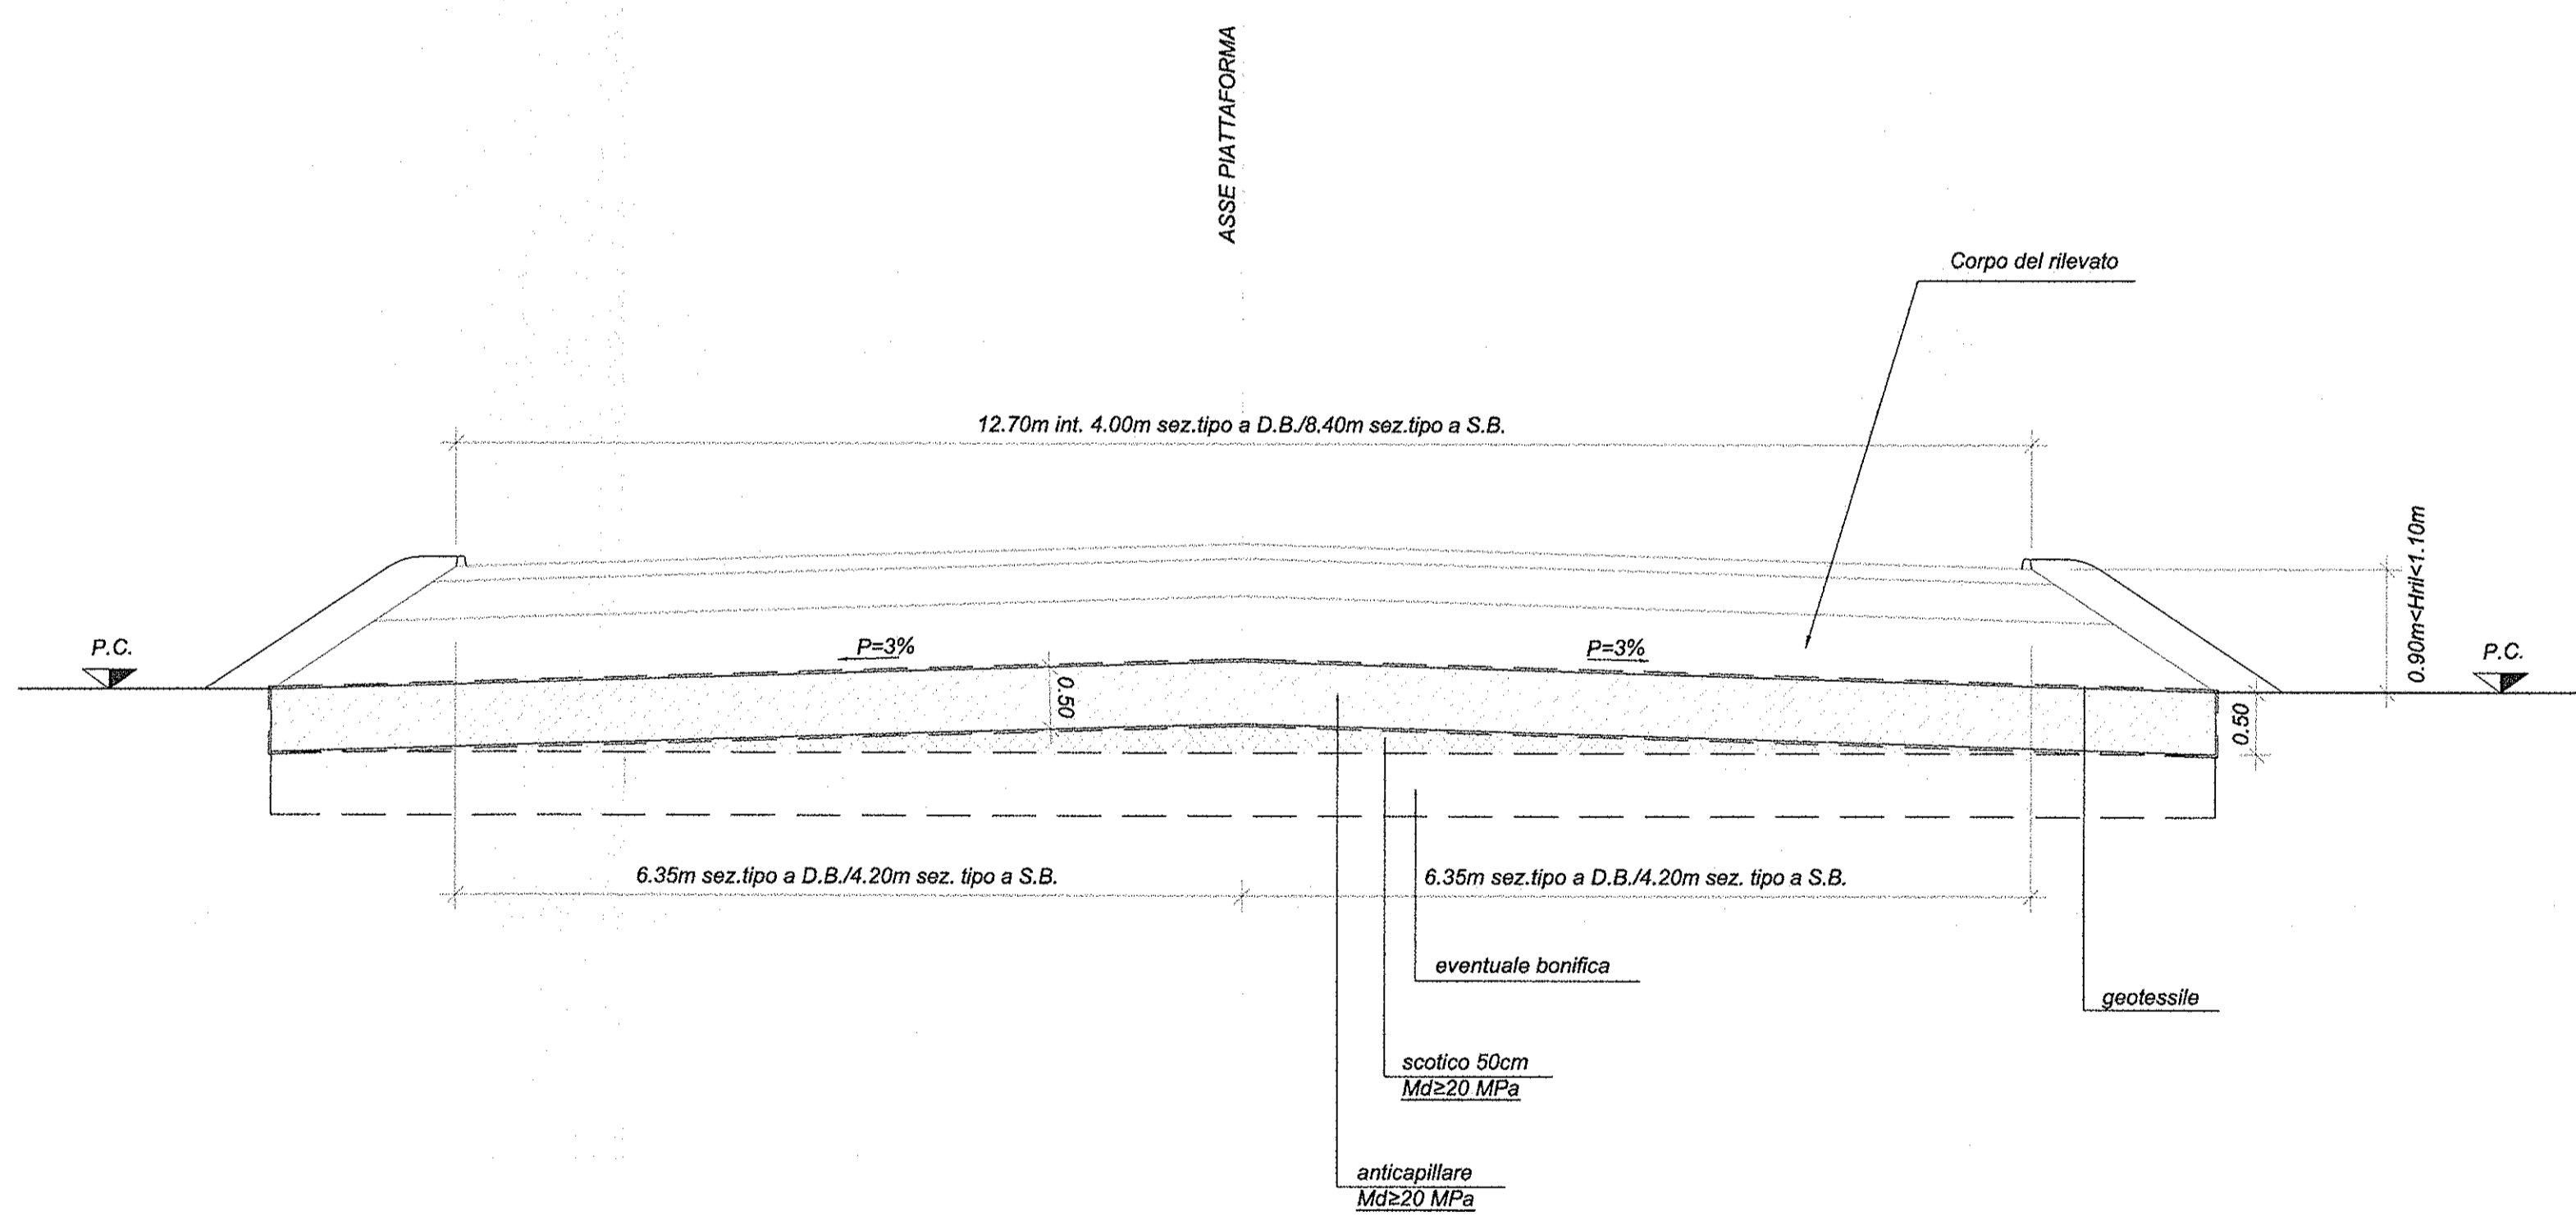 ASSE PIATTAFORMA
Corpo del rilevato
12.70m int. 4.00m sez.tipo a D.B./8.40m sez.tipo a S.B.
0.90m<Hril<1.10m
P.C.
P=3%
P=3%
P.C.
0.50
0.50
6.35m sez.tipo a D.B./4.20m sez. tipo a S.B.
6.35m sez.tipo a D.B./4.20m sez. tipo a S.B.
eventuale bonifica
geotessile
scotico 50cm
Md≥20 MPa
anticapillare
Md≥20 MPa